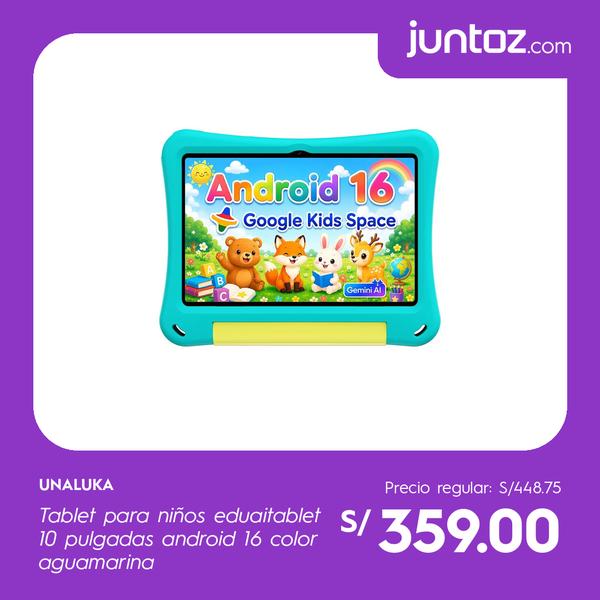 juntoz.com
Android 16
Google Kids Space
A
B
C
Gemini AI
UNALUKA
Tablet para niños eduaitablet
10 pulgadas android 16 color
aguamarina
Precio regular: S/448.75
S/ 359.00